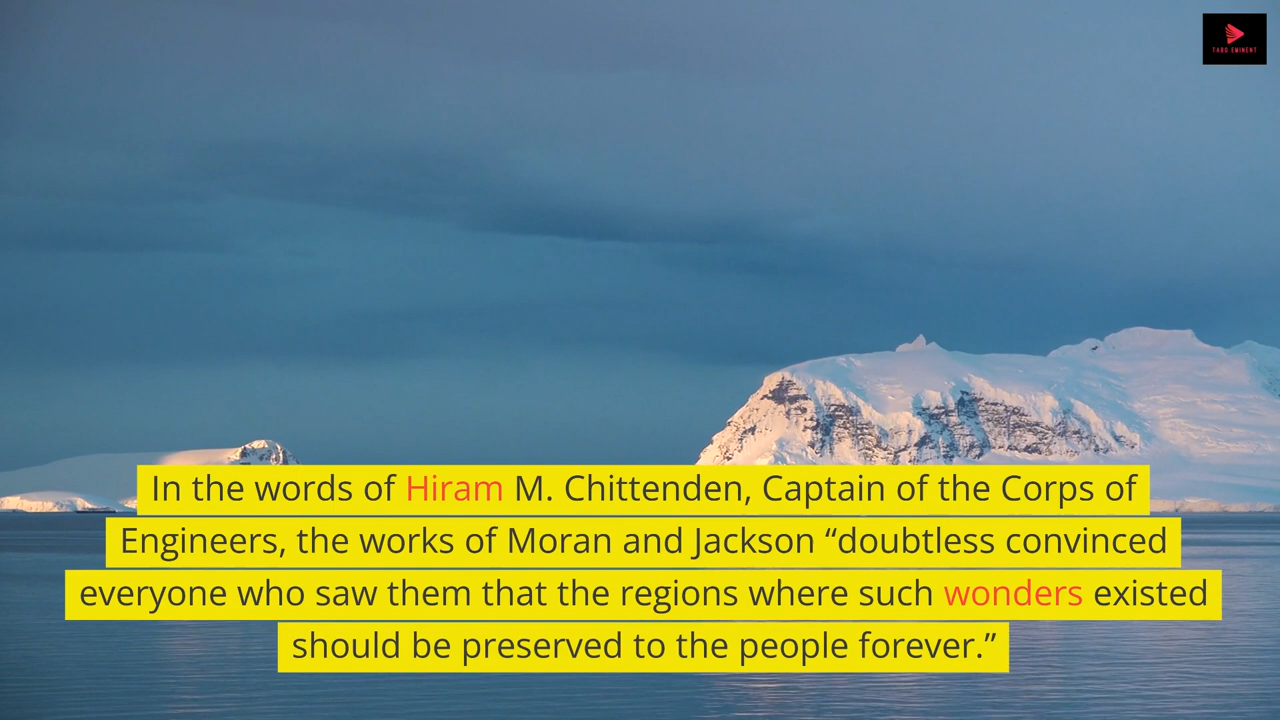 TABO EMINENT
In the words of Hiram M. Chittenden, Captain of the Corps of
Engineers, the works of Moran and Jackson “doubtless convinced
everyone who saw them that the regions where such wonders existed
should be preserved to the people forever.”